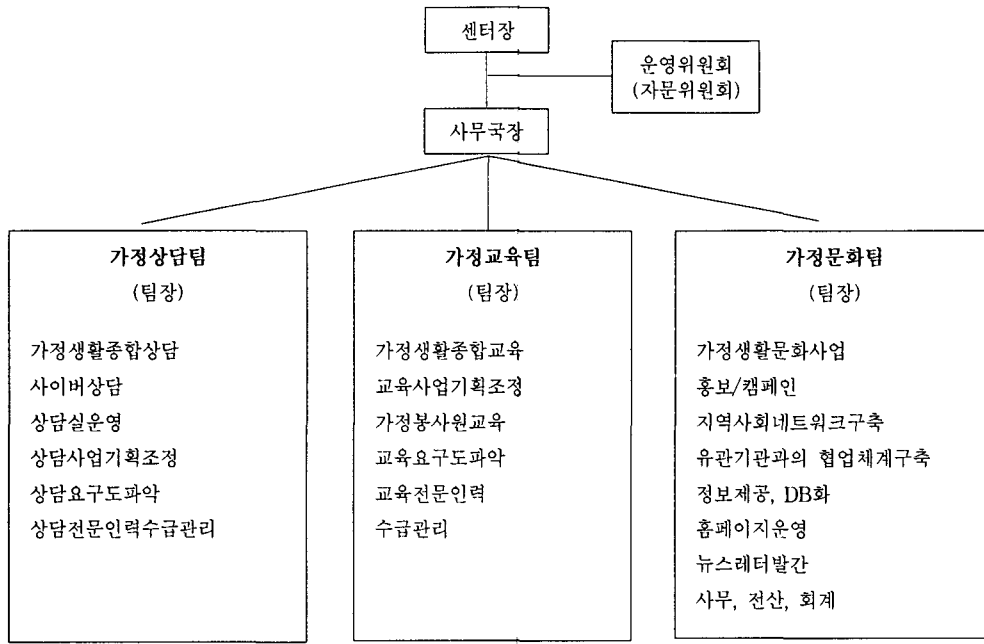 센터장
운영위원회
(자문위원회)
사무국장
가정상담팀
(팀장)
가정생활종합상담
사이버상담
상담실운영
상담사업기획조정
상담요구도파악
상담전문인력수급관리
가정교육팀
(팀장)
가정생활종합교육
교육사업기획조정
가정봉사원교육
교육요구도파악
교육전문인력
수급관리
가정문화팀
(팀장)
가정생활문화사업
홍보/캠페인
지역사회네트워크구축
유관기관과의 협업체계구축
정보제공, DB화
홈페이지운영
뉴스레터발간
사무, 전산, 회계